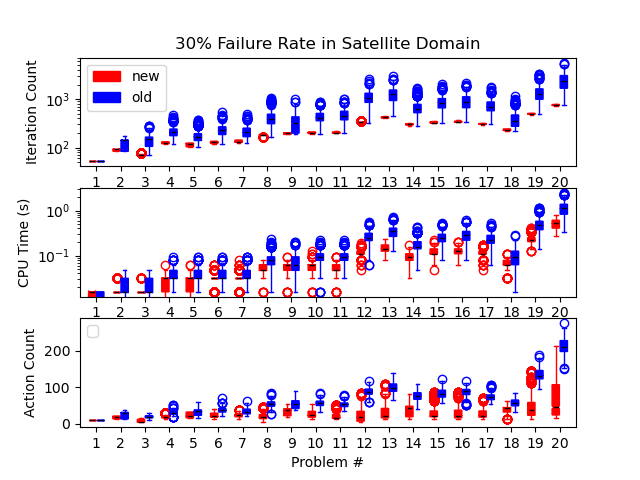 30% Failure Rate in Satellite Domain
Iteration Count
10³
10²
new
old
1 2 3 4 5 6 7 8 9 10 11 12 13 14 15 16 17 18 19 20
CPU Time (s)
10⁰
10⁻¹
1 2 3 4 5 6 7 8 9 10 11 12 13 14 15 16 17 18 19 20
Action Count
200
100
0
1 2 3 4 5 6 7 8 9 10 11 12 13 14 15 16 17 18 19 20
Problem #